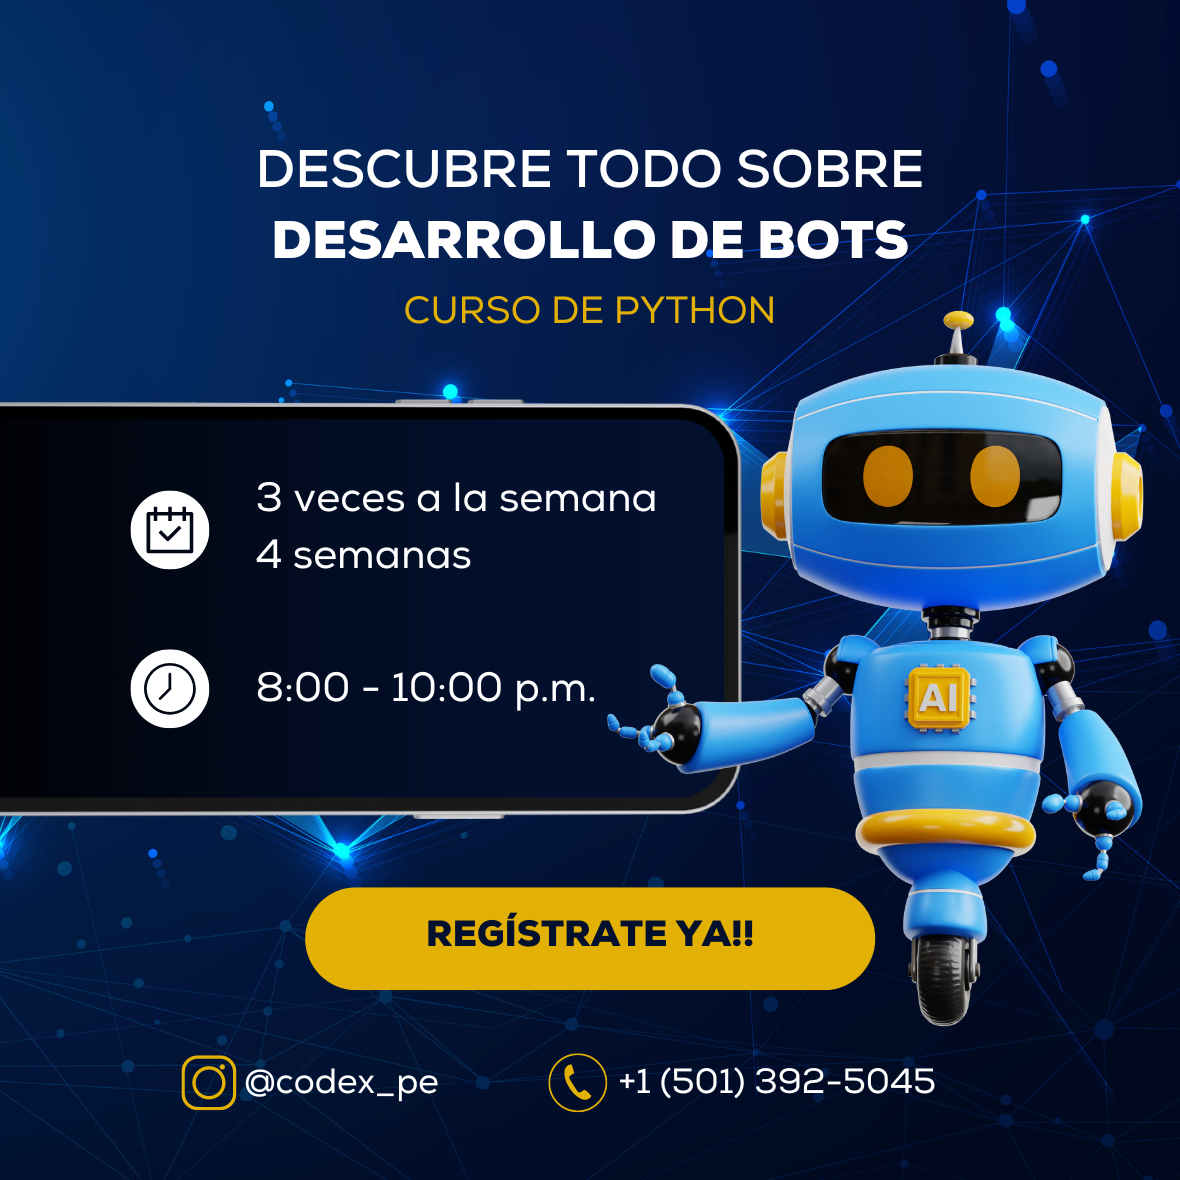 DESCUBRE TODO SOBRE
DESARROLLO DE BOTS
CURSO DE PYTHON
3 veces a la semana
4 semanas
8:00 - 10:00 p.m.
AI
REGÍSTRATE YA!!
@codex_pe
+1 (501) 392-5045